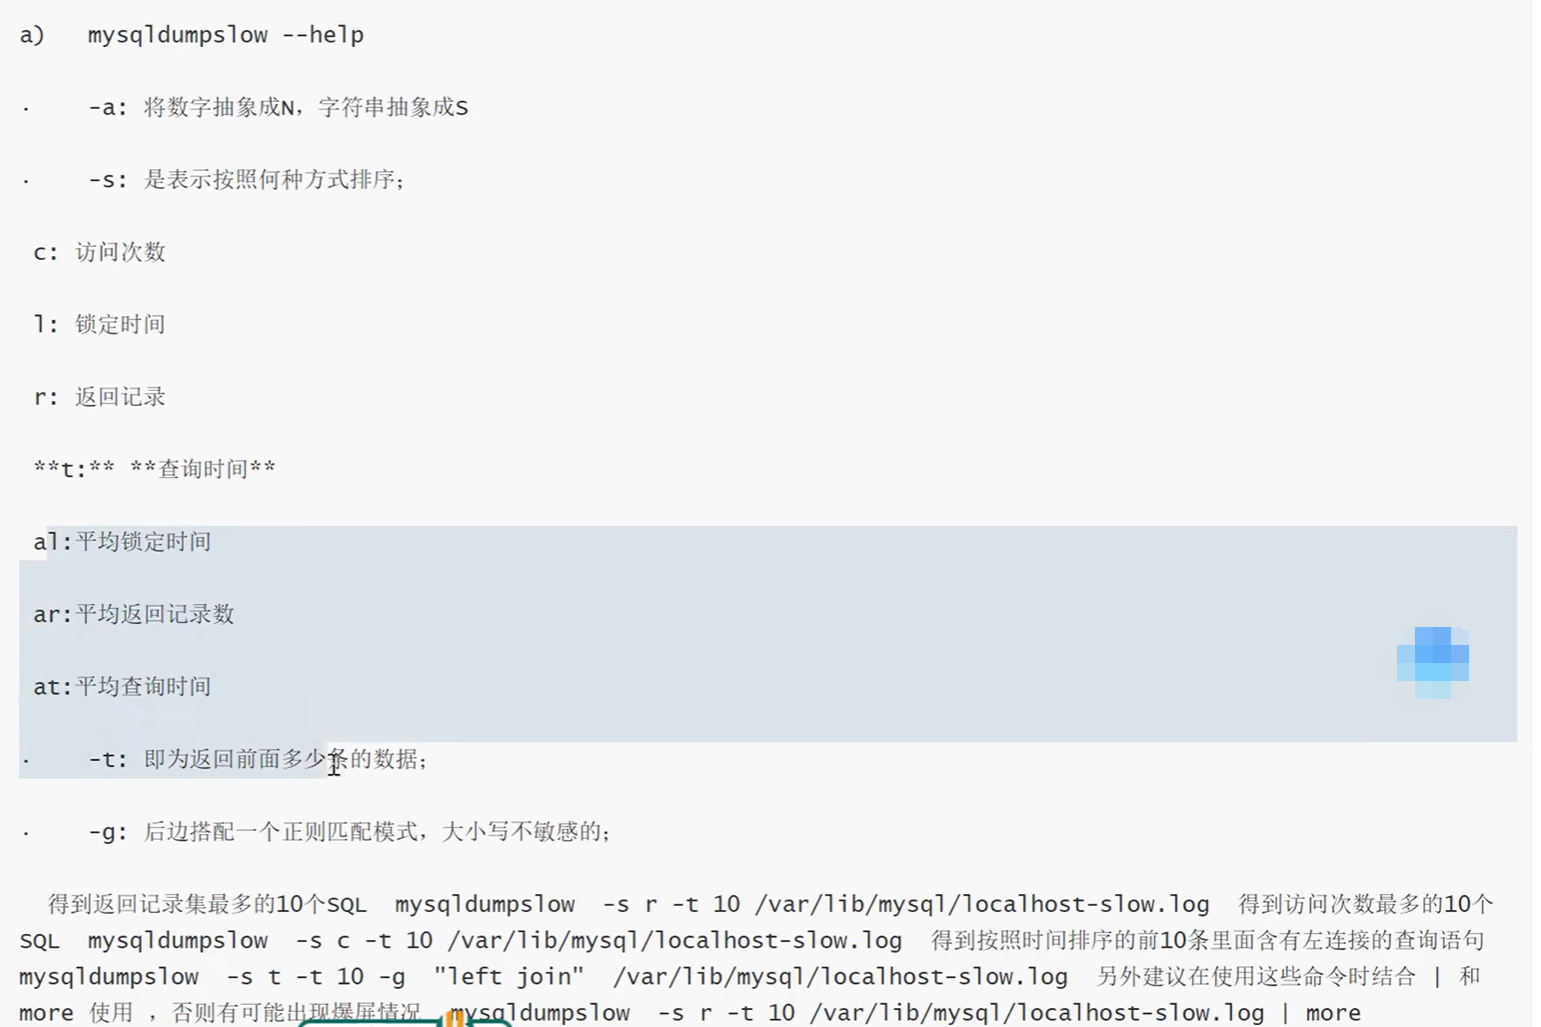 a)   mysqldumpslow --help
·    -a: 将数字抽象成N，字符串抽象成S
·    -s: 是表示按照何种方式排序；
c: 访问次数
l: 锁定时间
r: 返回记录
**t:** **查询时间**
al:平均锁定时间
ar:平均返回记录数
at:平均查询时间
·    -t: 即为返回前面多少条的数据；
·    -g: 后边搭配一个正则匹配模式，大小写不敏感的；
得到返回记录集最多的10个SQL  mysqldumpslow  -s r -t 10 /var/lib/mysql/localhost-slow.log  得到访问次数最多的10个
SQL  mysqldumpslow  -s c -t 10 /var/lib/mysql/localhost-slow.log  得到按照时间排序的前10条里面含有左连接的查询语句
mysqldumpslow  -s t -t 10 -g  "left join"  /var/lib/mysql/localhost-slow.log  另外建议在使用这些命令时结合 | 和
more 使用 ，否则有可能出现爆屏情况  mysqldumpslow  -s r -t 10 /var/lib/mysql/localhost-slow.log | more